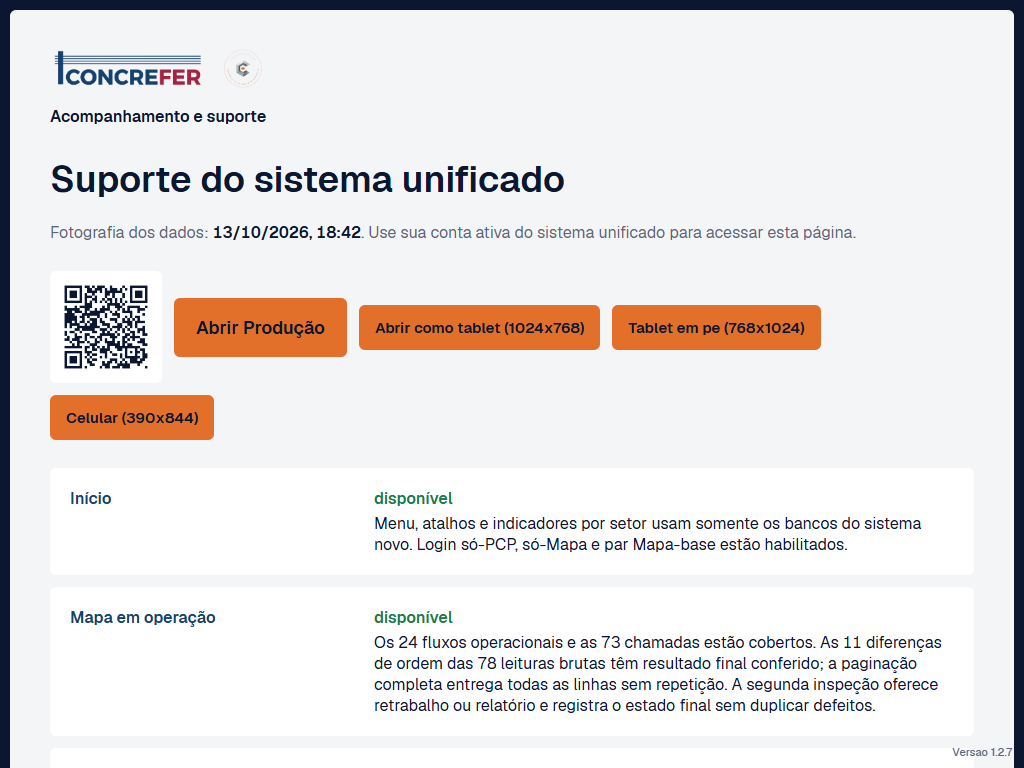 CONCREFER
Acompanhamento e suporte
Suporte do sistema unificado
Fotografia dos dados: 13/10/2026, 18:42. Use sua conta ativa do sistema unificado para acessar esta página.
Abrir Produção
Abrir como tablet (1024x768)
Tablet em pe (768x1024)
Celular (390x844)
Início
disponível
Menu, atalhos e indicadores por setor usam somente os bancos do sistema
novo. Login só-PCP, só-Mapa e par Mapa-base estão habilitados.
Mapa em operação
disponível
Os 24 fluxos operacionais e as 73 chamadas estão cobertos. As 11 diferenças
de ordem das 78 leituras brutas têm resultado final conferido; a paginação
completa entrega todas as linhas sem repetição. A segunda inspeção oferece
retrabalho ou relatório e registra o estado final sem duplicar defeitos.
Versao 1.2.7